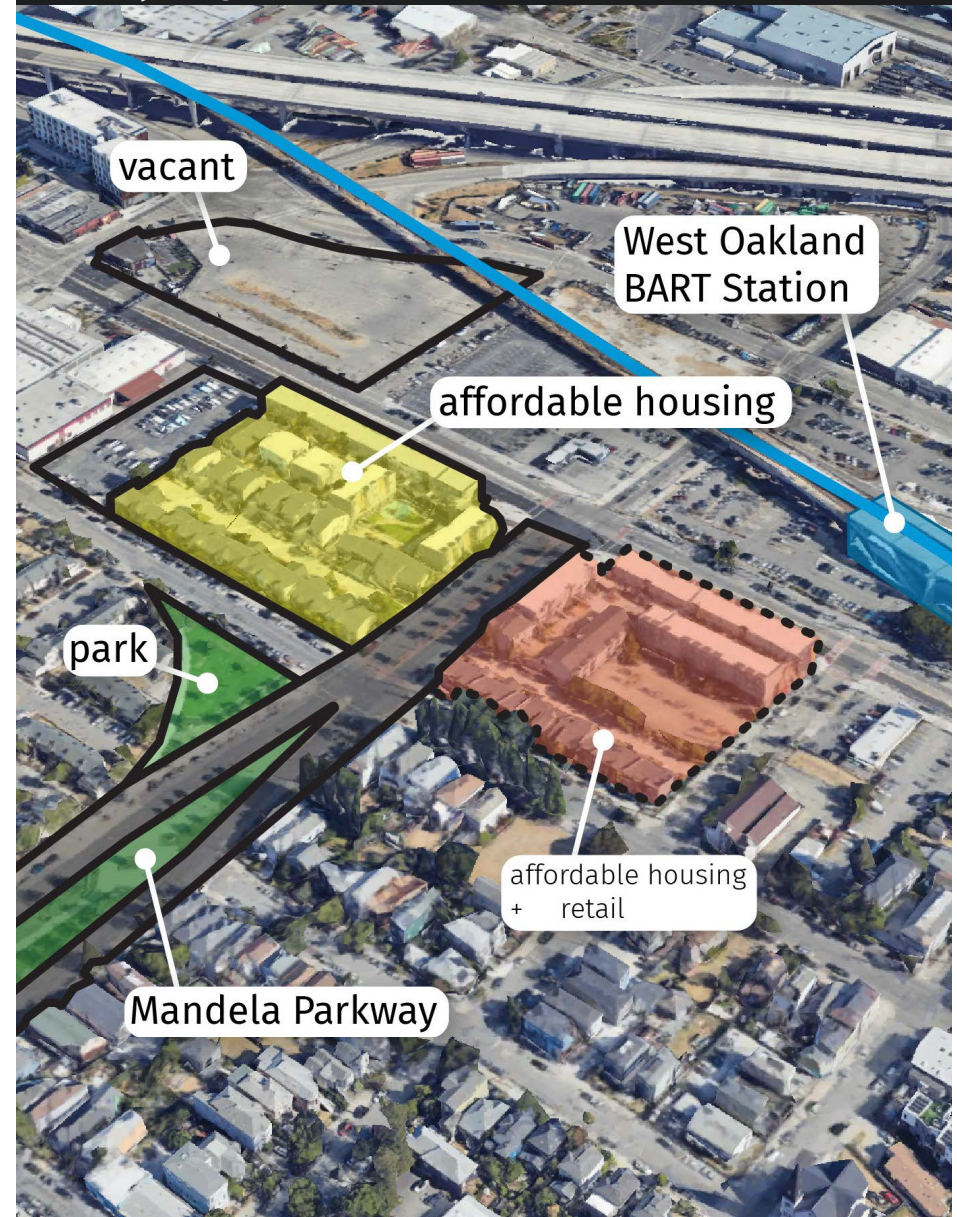 vacant
West Oakland
BART Station
affordable housing
park
affordable housing
+ retail
Mandela Parkway